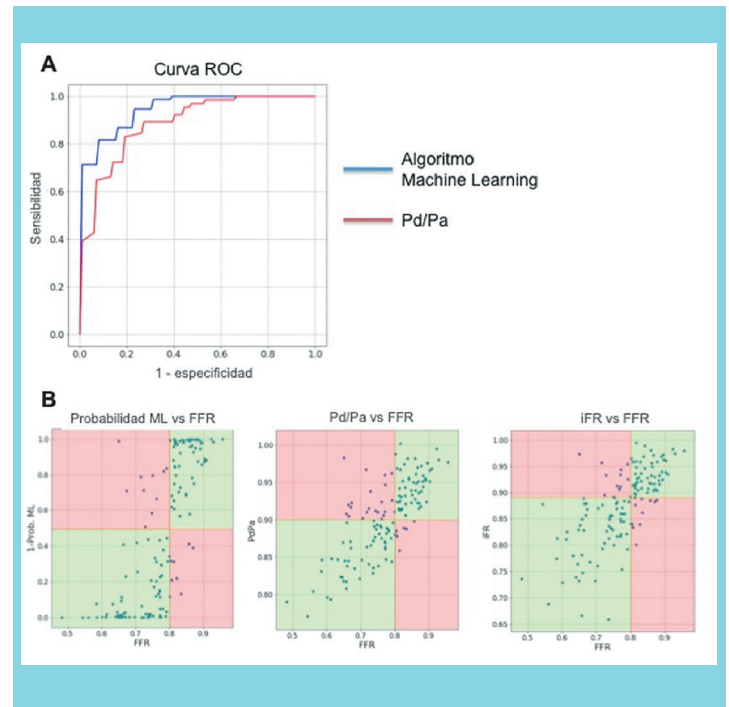 A
Curva ROC
1.0
0.8
0.6
0.4
0.2
0.0
Sensibilidad
0.0 0.2 0.4 0.6 0.8 1.0
1 - especificidad
Algoritmo
Machine Learning
Pd/Pa
B
Probabilidad ML vs FFR
1.0
0.8
0.6
0.4
0.2
0.0
1-Prob. ML
0.5 0.6 0.7 0.8 0.9
FFR
Pd/Pa vs FFR
1.00
0.95
0.90
0.85
0.80
PdPa
0.5 0.6 0.7 0.8 0.9
FFR
iFR vs FFR
1.00
0.95
0.90
0.85
0.80
0.75
0.70
0.65
iFR
0.5 0.6 0.7 0.8 0.9
FFR